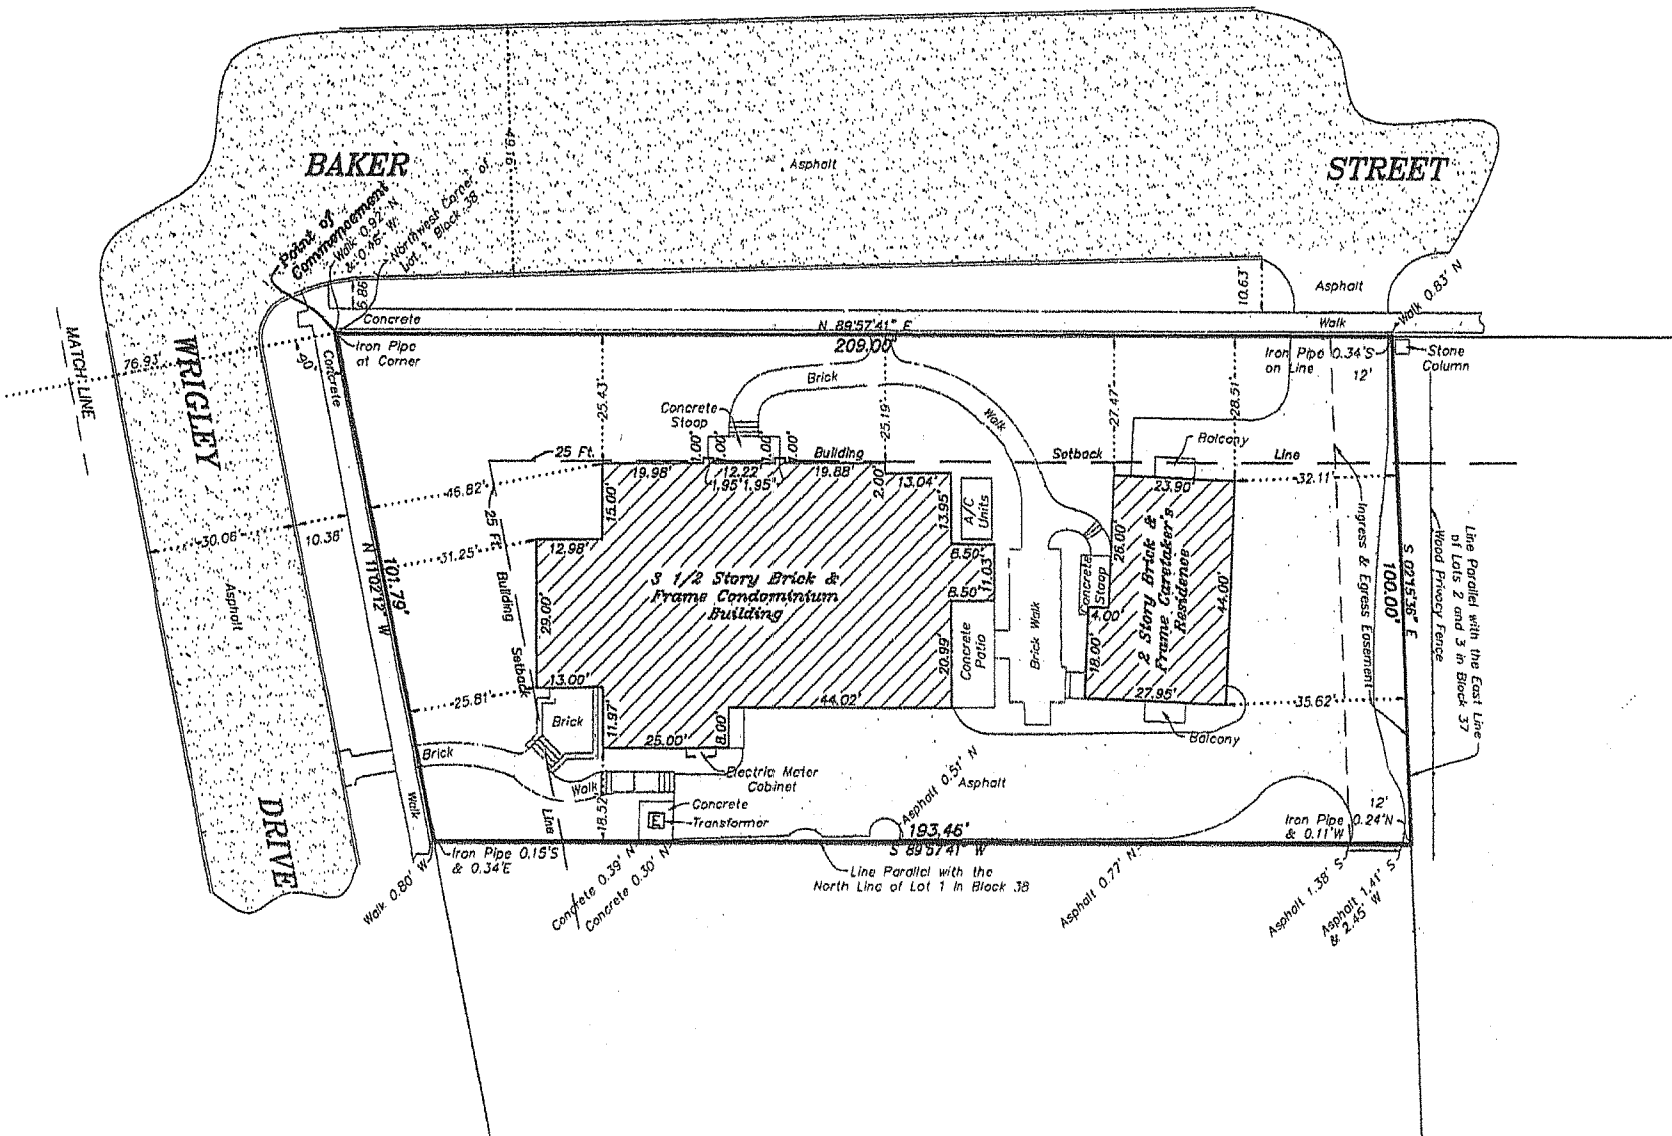 BAKER
STREET
Asphalt
49.16'
Point of
Commencement
Walk 0.92' N
& 0.46' W
Northwest Corner of
Lot 1, Block 38
6.86'
10.63'
Asphalt
Walk 0.83' N
Concrete
N 89°57'41" E
209.00'
Walk
Iron Pipe
at Corner
Iron Pipe 0.34'S
on Line
12'
Stone
Column
MATCH LINE
76.93'
90'
WRIGLEY
DRIVE
Concrete
Brick
Walk
Concrete
Stoop
25.43'
25.19'
27.47'
28.51'
Balcony
25 Ft.
Building
Setback
Line
1.00'
1.00'
1.00'
1.00'
19.98'
12.22'
19.88'
1.95'
1.95'
2.00'
13.04'
23.90'
32.11'
46.82'
15.00'
13.95'
A/C
Units
25 Ft.
30.06'
10.38'
31.25'
12.98'
8.50'
11.03'
8.50'
26.00'
Concrete
Stoop
4.00'
N 11°02'12" W
101.79'
Asphalt
Building
Setback
Line
29.00'
3 1/2 Story Brick &
Frame Condominium
Building
20.99'
Concrete
Patio
Brick Walk
18.00'
2 Story Brick &
Frame Caretaker's
Residence
44.00'
Ingress & Egress Easement
S 02°15'36" E
100.00'
Wood Privacy Fence
Line Parallel with the East Line
of Lots 2 and 3 in Block 37
25.81'
13.00'
Brick
11.97'
44.02'
27.95'
35.62'
Balcony
25.00'
8.00'
Brick
Walk
Electric Meter
Cabinet
Asphalt 0.51' N
Asphalt
Walk
18.52'
Concrete
E
Transformer
12'
Iron Pipe 0.24'N
& 0.11'W
193.46'
S 89°57'41" W
Iron Pipe 0.15'S
& 0.34'E
Walk 0.80' W
Concrete 0.39' N
Concrete 0.30' N
Line Parallel with the
North Line of Lot 1 in Block 38
Asphalt 0.77' N
Asphalt 1.38' S
Asphalt 1.41' S
& 2.45' W